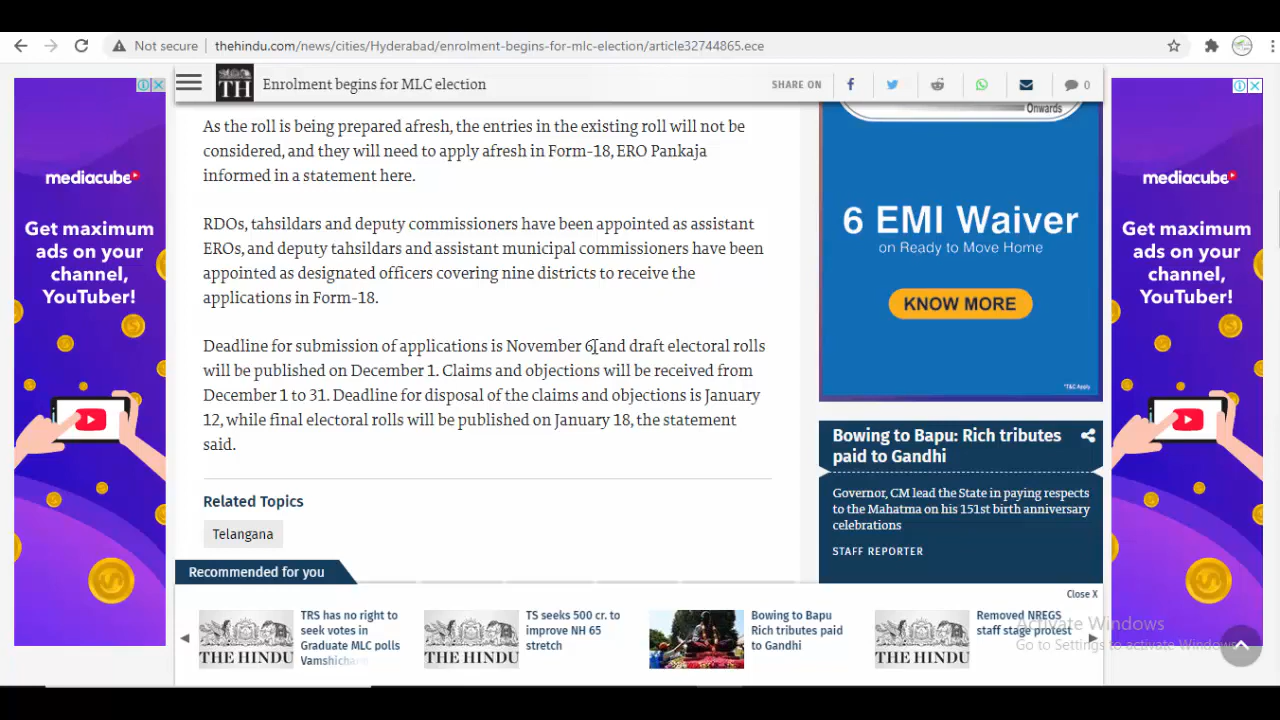 Not secure
thehindu.com/news/cities/Hyderabad/enrolment-begins-for-mlc-election/article32744865.ece
TH
Enrolment begins for MLC election
SHARE ON
0
mediacube
Get maximum
ads on your
channel,
YouTuber!
As the roll is being prepared afresh, the entries in the existing roll will not be
considered, and they will need to apply afresh in Form-18, ERO Pankaja
informed in a statement here.
RDOs, tahsildars and deputy commissioners have been appointed as assistant
EROs, and deputy tahsildars and assistant municipal commissioners have been
appointed as designated officers covering nine districts to receive the
applications in Form-18.
Deadline for submission of applications is November 6, and draft electoral rolls
will be published on December 1. Claims and objections will be received from
December 1 to 31. Deadline for disposal of the claims and objections is January
12, while final electoral rolls will be published on January 18, the statement
said.
Related Topics
Telangana
Onwards
6 EMI Waiver
on Ready to Move Home
KNOW MORE
*T&C Apply
Bowing to Bapu: Rich tributes
paid to Gandhi
Governor, CM lead the State in paying respects
to the Mahatma on his 151st birth anniversary
celebrations
STAFF REPORTER
mediacube
Get maximum
ads on your
channel,
YouTuber!
Recommended for you
Close X
THE HINDU
TRS has no right to
seek votes in
Graduate MLC polls
Vamshichand
THE HINDU
TS seeks 500 cr. to
improve NH 65
stretch
Bowing to Bapu
Rich tributes paid
to Gandhi
THE HINDU
Removed NREGS
staff stage protest
Activate Windows
Go to Settings to activate Windows.